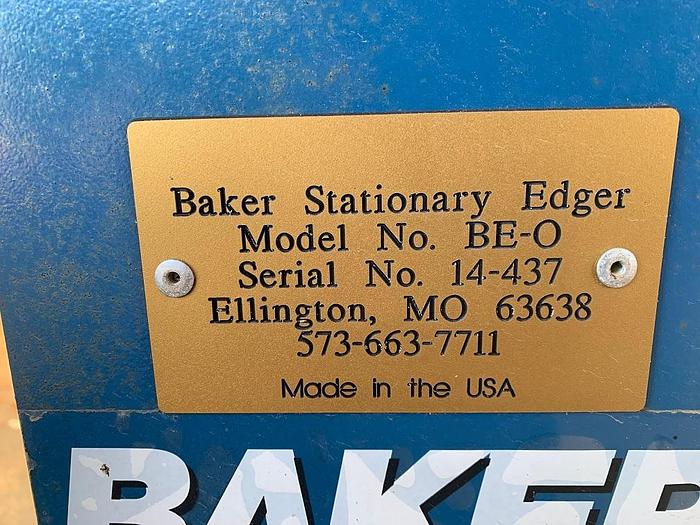 Baker Stationary Edger
Model No. BE-O
Serial No. 14-437
Ellington, MO 63638
573-663-7711
Made in the USA
BAKER